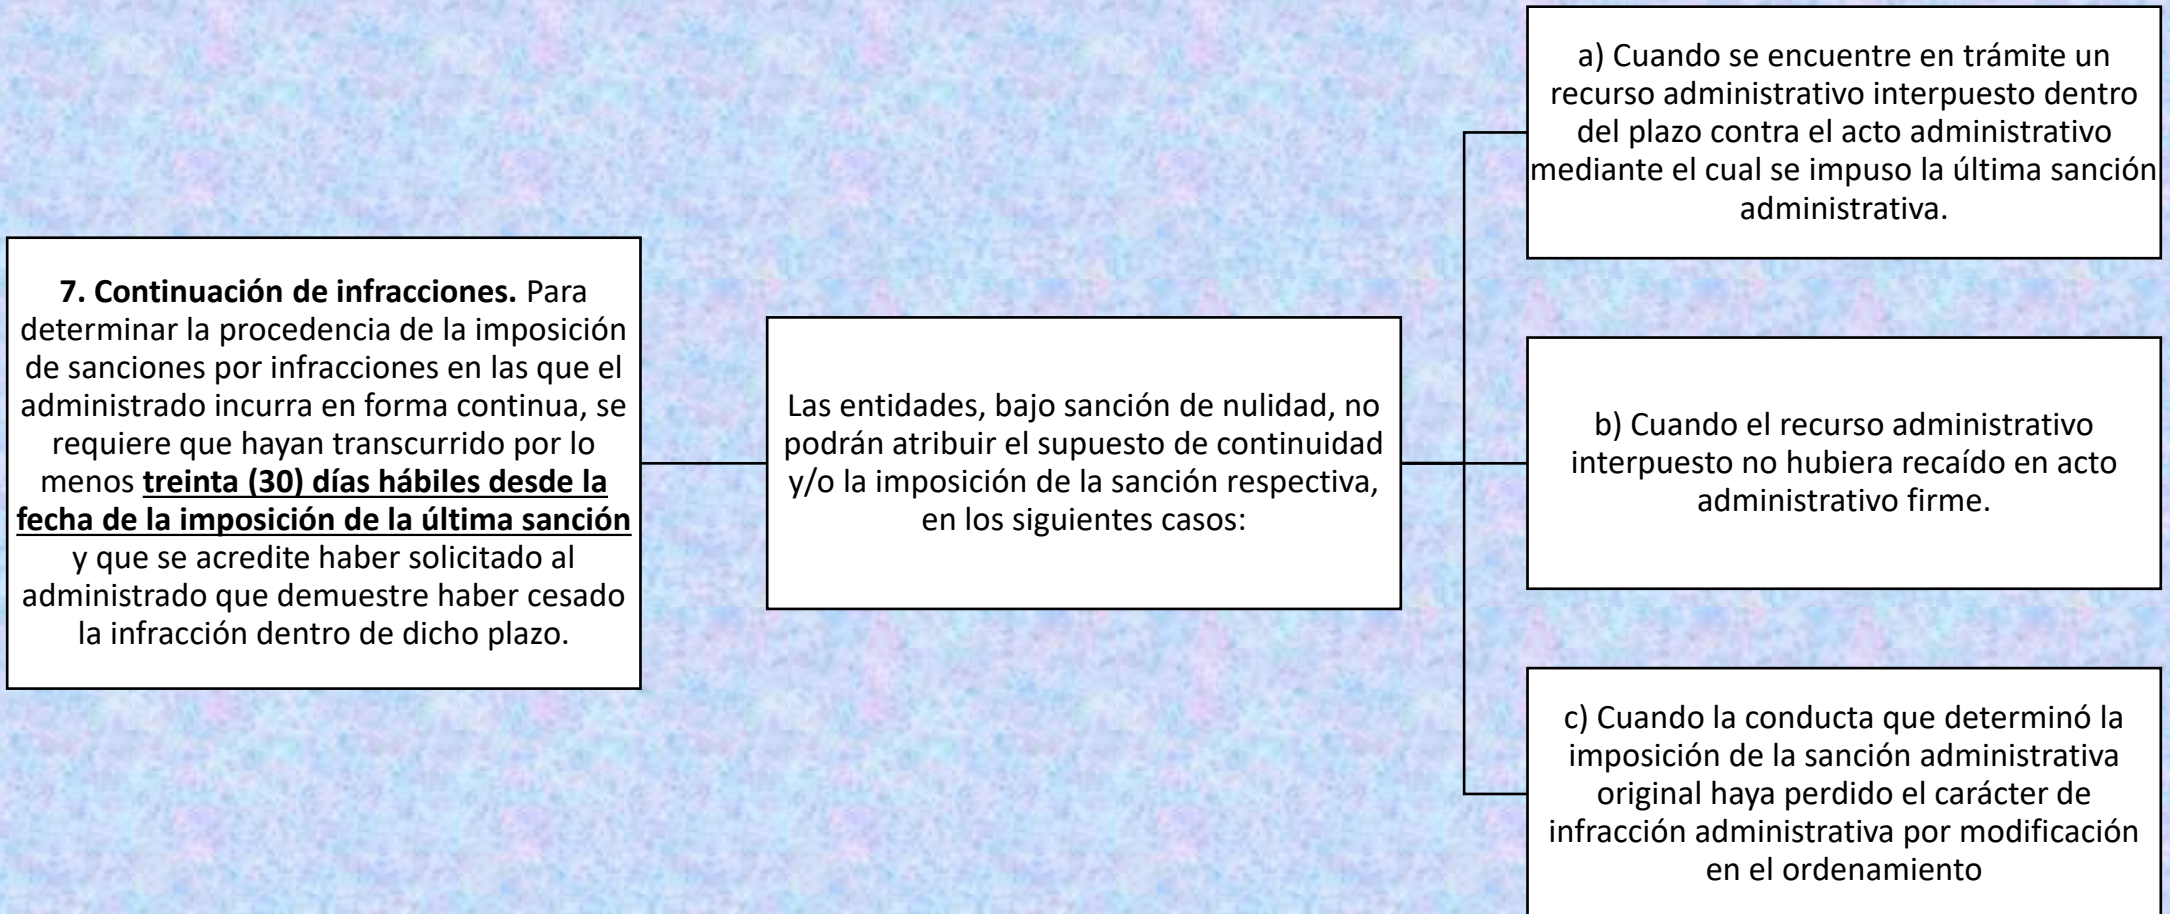 7. Continuación de infracciones. Para
determinar la procedencia de la imposición
de sanciones por infracciones en las que el
administrado incurra en forma continua, se
requiere que hayan transcurrido por lo
menos treinta (30) días hábiles desde la
fecha de la imposición de la última sanción
y que se acredite haber solicitado al
administrado que demuestre haber cesado
la infracción dentro de dicho plazo.
Las entidades, bajo sanción de nulidad, no
podrán atribuir el supuesto de continuidad
y/o la imposición de la sanción respectiva,
en los siguientes casos:
a) Cuando se encuentre en trámite un
recurso administrativo interpuesto dentro
del plazo contra el acto administrativo
mediante el cual se impuso la última sanción
administrativa.
b) Cuando el recurso administrativo
interpuesto no hubiera recaído en acto
administrativo firme.
c) Cuando la conducta que determinó la
imposición de la sanción administrativa
original haya perdido el carácter de
infracción administrativa por modificación
en el ordenamiento